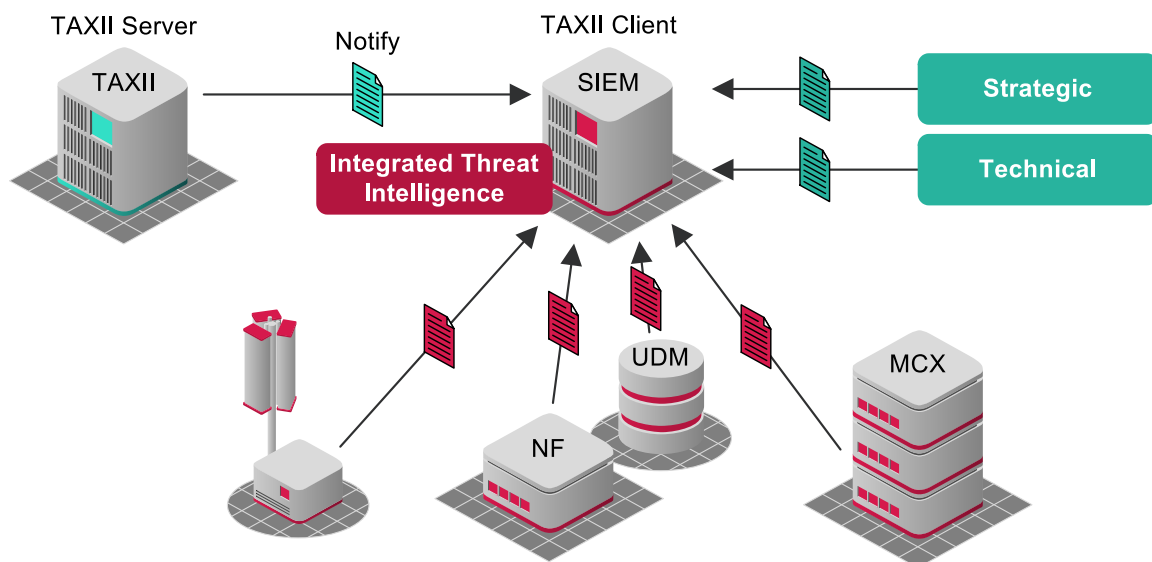 TAXII Server
TAXII Client
Notify
TAXII
SIEM
Strategic
Integrated Threat
Intelligence
Technical
UDM
MCX
NF